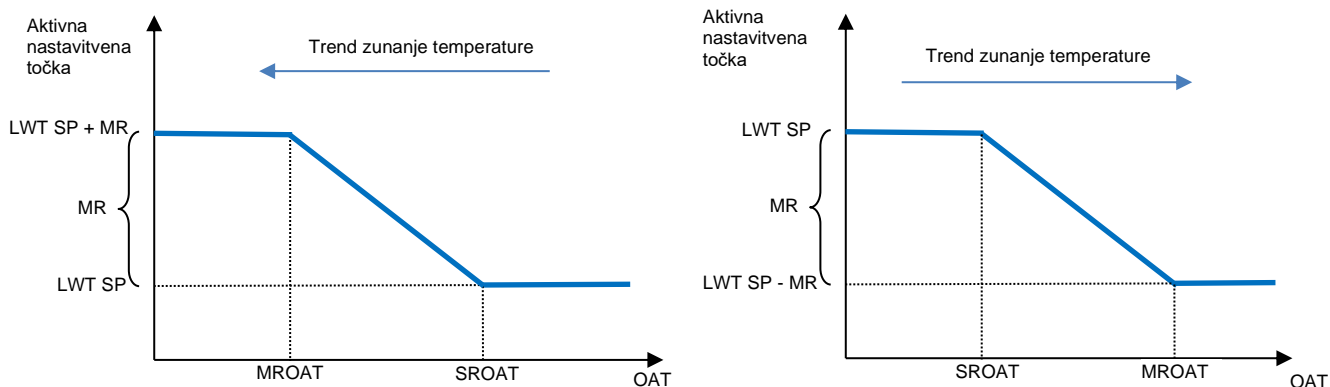 Aktivna
nastavitvena
točka
Trend zunanje temperature
LWT SP + MR
MR
LWT SP
MROAT
SROAT
OAT
Aktivna
nastavitvena
točka
Trend zunanje temperature
LWT SP
MR
LWT SP - MR
SROAT
MROAT
OAT